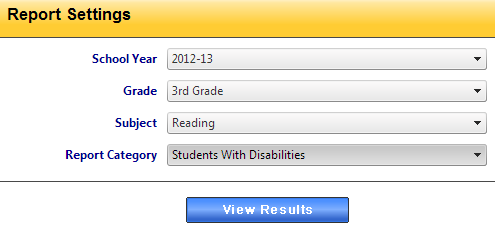 Report Settings
School Year 2012-13
Grade 3rd Grade
Subject Reading
Report Category Students With Disabilities
View Results